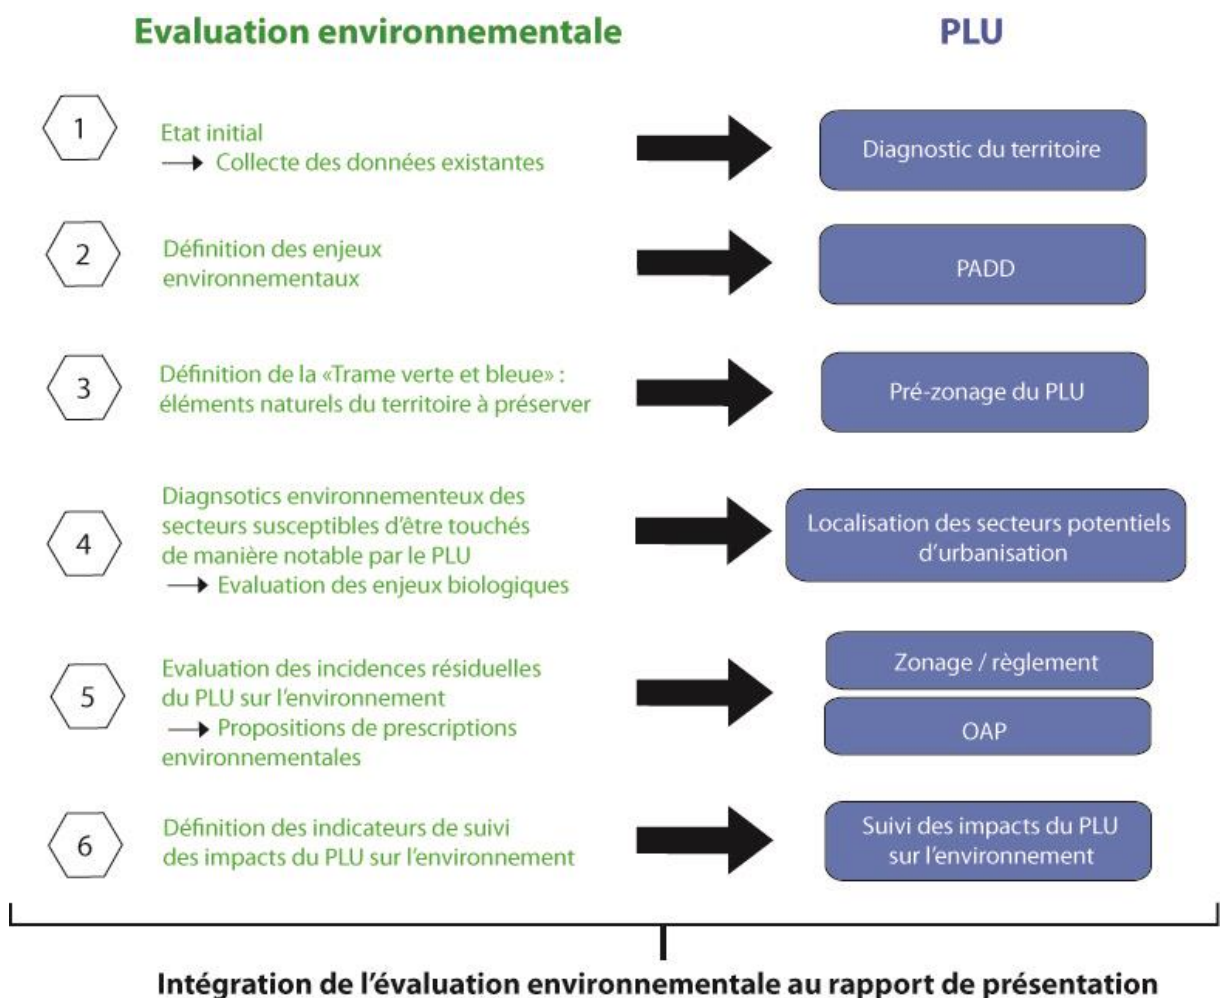 Evaluation environnementale
PLU
1
Etat initial
→ Collecte des données existantes
Diagnostic du territoire
2
Définition des enjeux
environnementaux
PADD
3
Définition de la «Trame verte et bleue» :
éléments naturels du territoire à préserver
Pré-zonage du PLU
4
Diagnsotics environnementeux des
secteurs susceptibles d'être touchés
de manière notable par le PLU
→ Evaluation des enjeux biologiques
Localisation des secteurs potentiels
d'urbanisation
5
Evaluation des incidences résiduelles
du PLU sur l'environnement
→ Propositions de prescriptions
environnementales
Zonage / règlement
OAP
6
Définition des indicateurs de suivi
des impacts du PLU sur l'environnement
Suivi des impacts du PLU
sur l'environnement
Intégration de l'évaluation environnementale au rapport de présentation